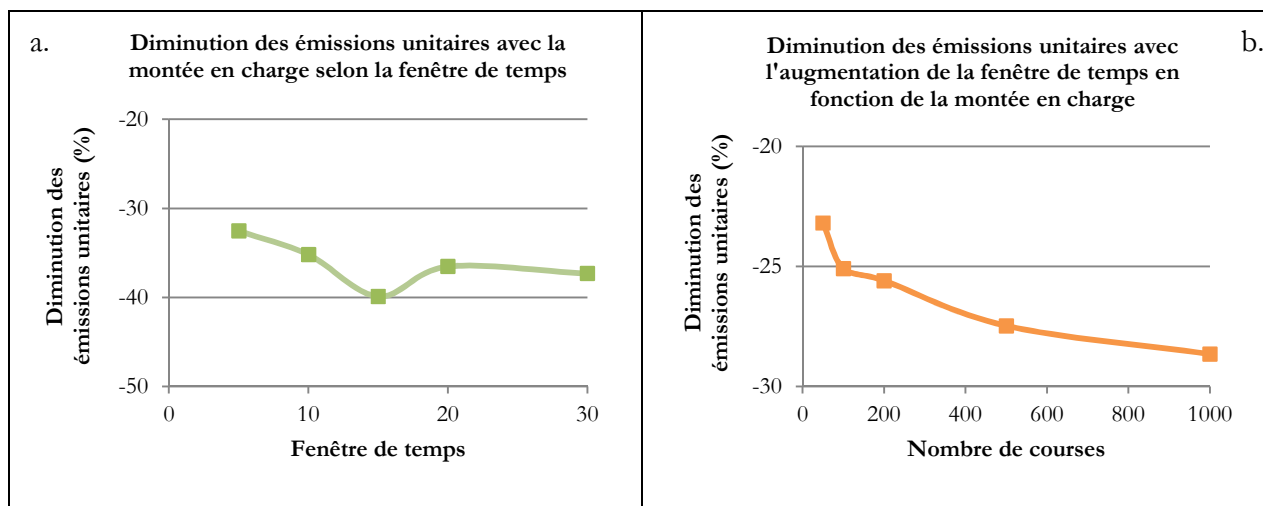 a.
Diminution des émissions unitaires avec la
montée en charge selon la fenêtre de temps
Diminution des
émissions unitaires (%)
-20
-30
-40
-50
0
10
20
30
Fenêtre de temps
b.
Diminution des émissions unitaires avec
l'augmentation de la fenêtre de temps en
fonction de la montée en charge
Diminution des
émissions unitaires (%)
-20
-25
-30
0
200
400
600
800
1000
Nombre de courses